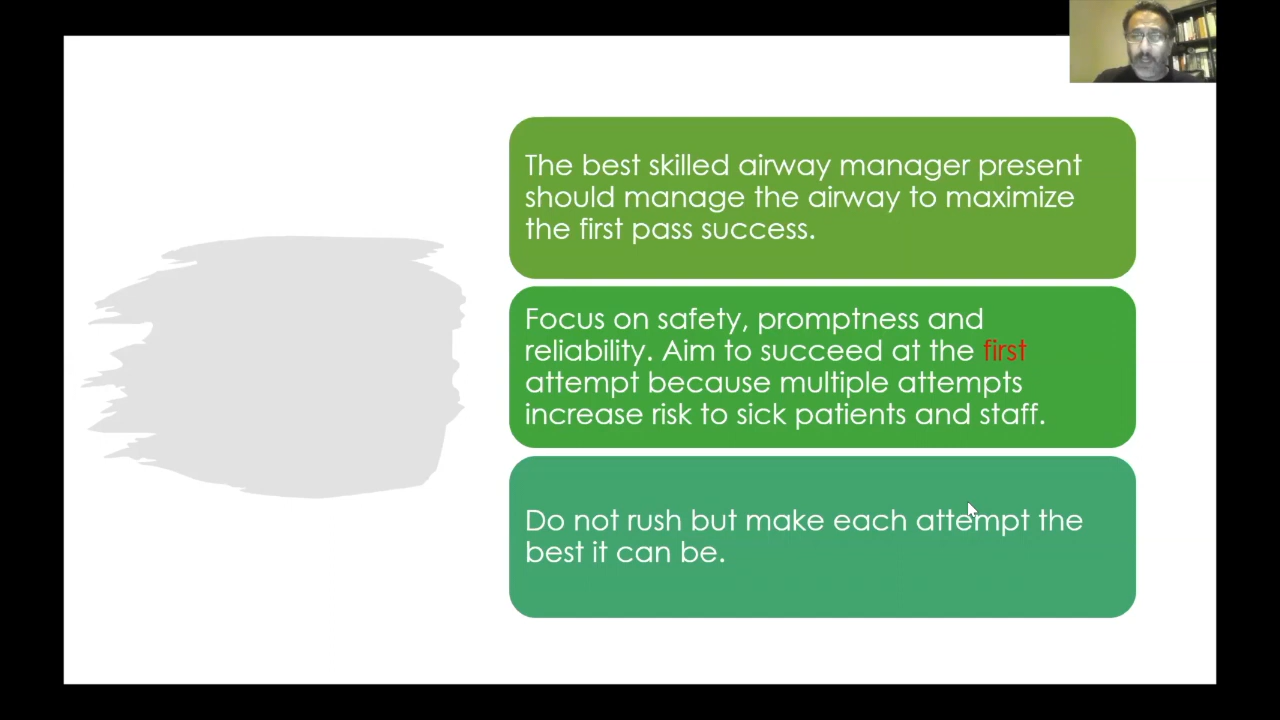 The best skilled airway manager present
should manage the airway to maximize
the first pass success.
Focus on safety, promptness and
reliability. Aim to succeed at the first
attempt because multiple attempts
increase risk to sick patients and staff.
Do not rush but make each attempt the
best it can be.